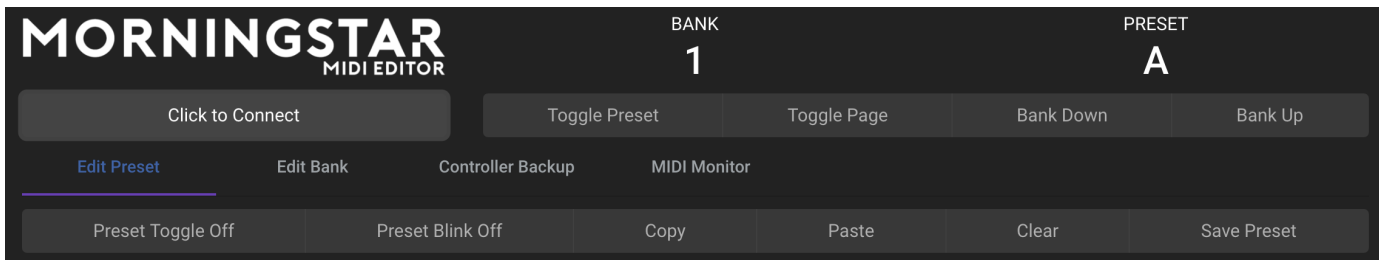 MORNINGSTAR
MIDI EDITOR
BANK
1
PRESET
A
Click to Connect
Toggle Preset Toggle Page Bank Down Bank Up
Edit Preset Edit Bank Controller Backup MIDI Monitor
Preset Toggle Off Preset Blink Off Copy Paste Clear Save Preset